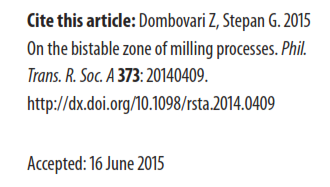 Cite this article: Dombovari Z, Stepan G. 2015
On the bistable zone of milling processes. Phil.
Trans. R. Soc. A 373: 20140409.
http://dx.doi.org/10.1098/rsta.2014.0409
Accepted: 16 June 2015